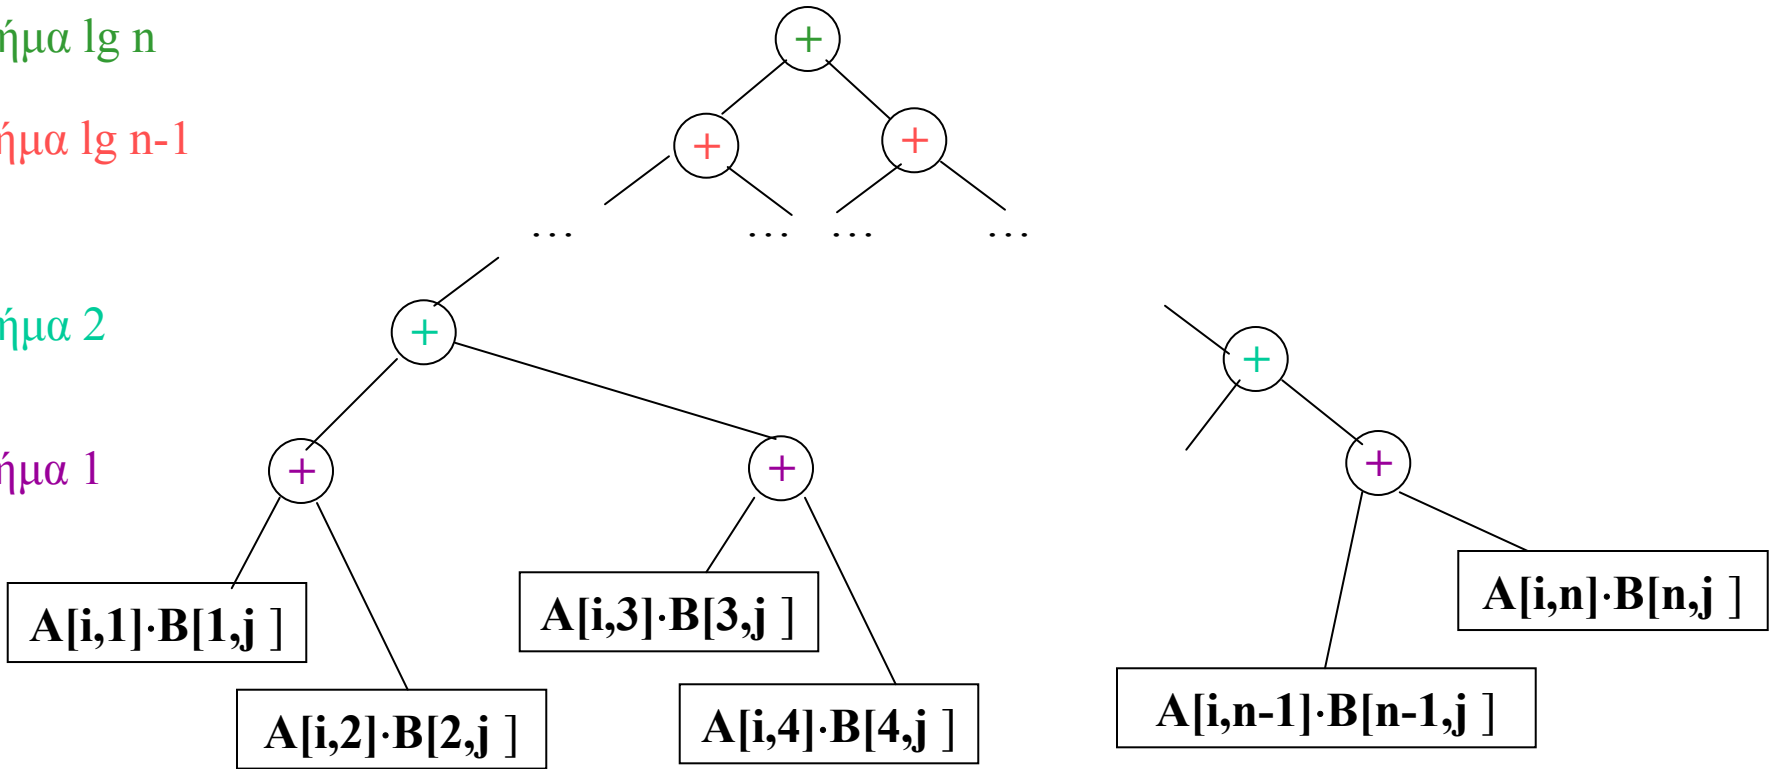 ήμα lg n
+
ήμα lg n-1
+ +
... ... ... ...
ήμα 2
+ +
ήμα 1
+ + +
A[i,1]·B[1,j ]
A[i,3]·B[3,j ]
A[i,n]·B[n,j ]
A[i,2]·B[2,j ]
A[i,4]·B[4,j ]
A[i,n-1]·B[n-1,j ]